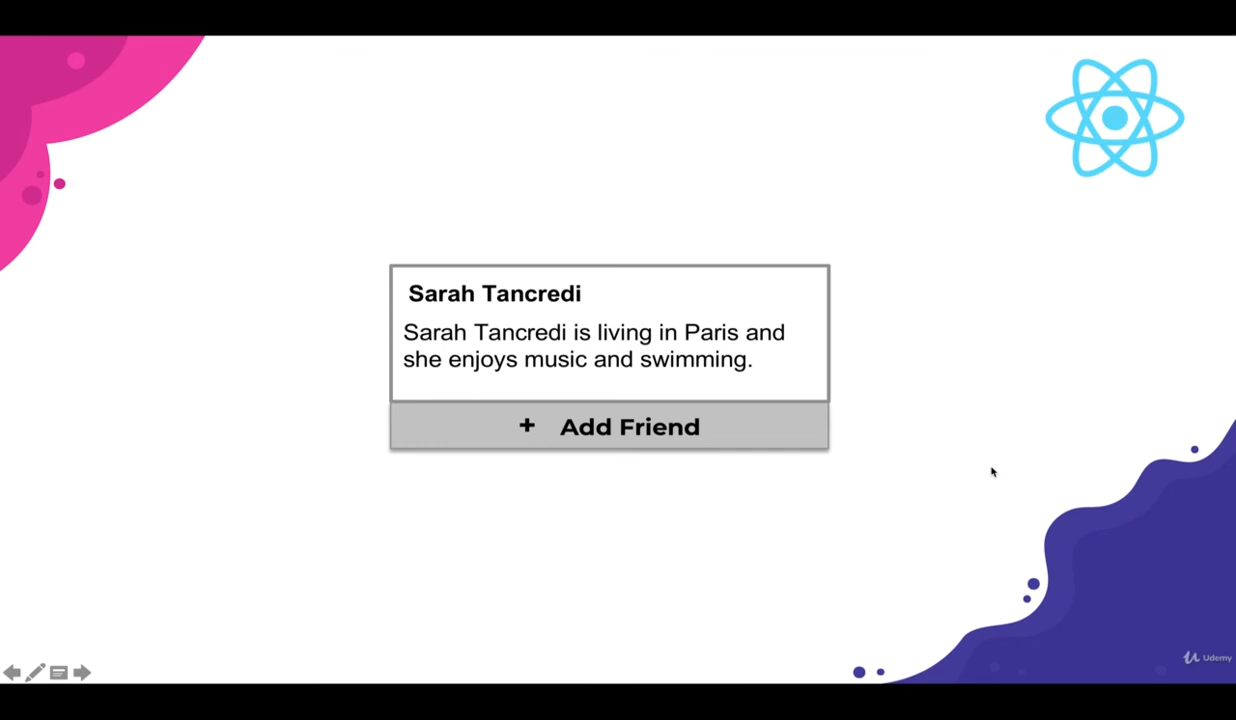 Sarah Tancredi
Sarah Tancredi is living in Paris and
she enjoys music and swimming.
+ Add Friend
Udemy